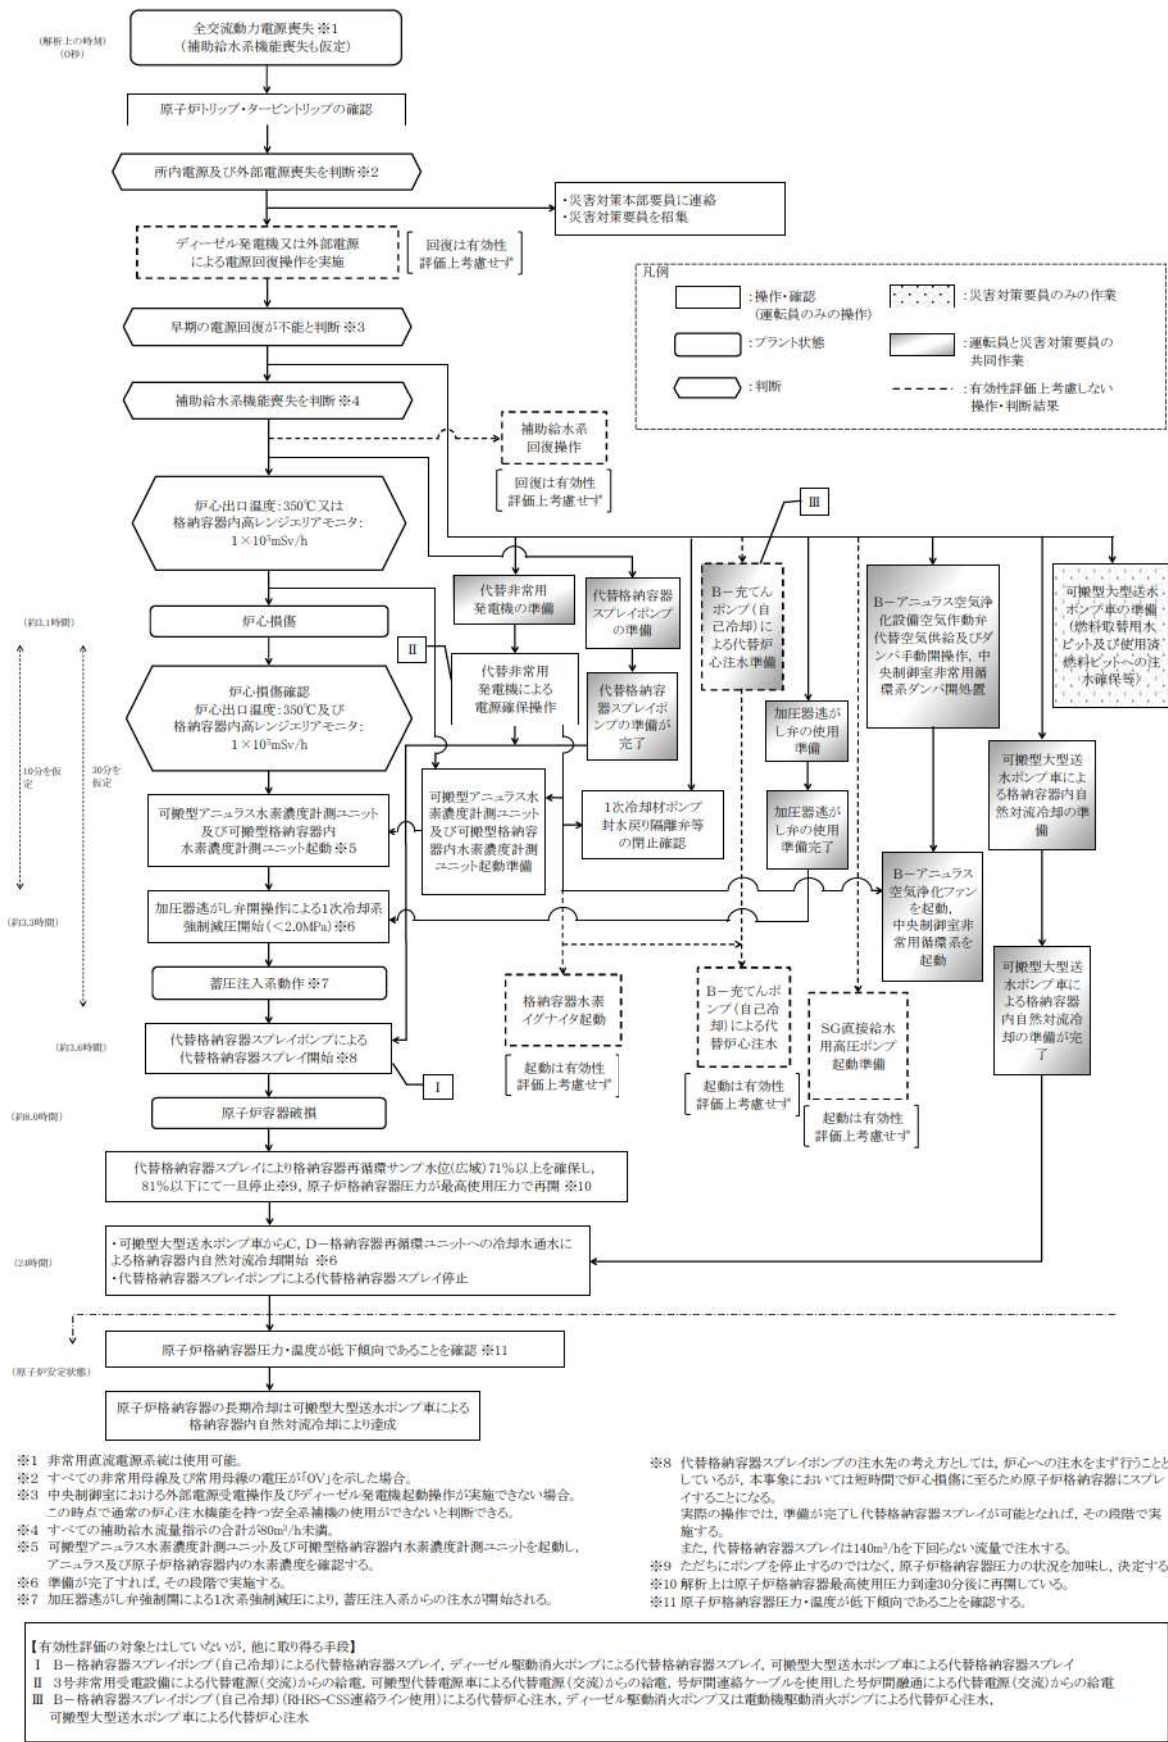 (解析上の時刻)
(0秒)
全交流動力電源喪失 ※1
(補助給水系機能喪失も仮定)
原子炉トリップ・タービントリップの確認
所内電源及び外部電源喪失を判断 ※2
・災害対策本部要員に連絡
・災害対策要員を招集
ディーゼル発電機又は外部電源
による電源回復操作を実施
回復は有効性
評価上考慮せず
凡例
:操作・確認
(運転員のみの操作)
:プラント状態
:判断
:災害対策要員のみの作業
:運転員と災害対策要員の
共同作業
:有効性評価上考慮しない
操作・判断結果
早期の電源回復が不能と判断 ※3
補助給水系機能喪失を判断 ※4
補助給水系
回復操作
回復は有効性
評価上考慮せず
炉心出口温度:350℃又は
格納容器内高レンジエリアモニタ:
1×10⁵mSv/h
Ⅲ
代替非常用
発電機の準備
代替格納容器
スプレイポンプ
の準備
B-充てん
ポンプ(自
己冷却)に
よる代替炉
心注水準備
B-アニュラス空気浄
化設備空気作動弁
代替空気供給及びダ
ンパ手動開操作, 中
央制御室非常用循
環系ダンパ開処置
可搬型大型送水
ポンプ車の準備
(燃料取替用水
ピット及び使用済
燃料ピットへの注
水確保等)
(約3.1時間)
炉心損傷
Ⅱ
代替非常用
発電機による
電源確保操作
代替格納容
器スプレイポ
ンプの準備が
完了
加圧器逃が
し弁の使用
準備
炉心損傷確認
炉心出口温度:350℃及び
格納容器内高レンジエリアモニタ:
1×10⁵mSv/h
10分を仮
定
30分を
仮定
可搬型大型送
水ポンプ車によ
る格納容器内自
然対流冷却の準
備
可搬型アニュラス水素濃度計測ユニット
及び可搬型格納容器内
水素濃度計測ユニット起動 ※5
可搬型アニュラス水
素濃度計測ユニット
及び可搬型格納容
器内水素濃度計測
ユニット起動準備
1次冷却材ポンプ
封水戻り隔離弁等
の閉止確認
加圧器逃が
し弁の使用
準備完了
B-アニュラス
空気浄化ファン
を起動,
中央制御室非
常用循環系を
起動
(約3.3時間)
加圧器逃がし弁開操作による1次冷却系
強制減圧開始(<2.0MPa) ※6
蓄圧注入系動作 ※7
格納容器水素
イグナイタ起動
起動は有効性
評価上考慮せず
B-充てんポ
ンプ(自己冷
却)による代
替炉心注水
起動は有効性
評価上考慮せず
SG直接給水
用高圧ポンプ
起動準備
起動は有効性
評価上考慮せず
可搬型大型送
水ポンプ車に
よる格納容器
内自然対流冷
却の準備が完
了
(約3.6時間)
代替格納容器スプレイポンプによる
代替格納容器スプレイ開始 ※8
Ⅰ
(約8.0時間)
原子炉容器破損
代替格納容器スプレイにより格納容器再循環サンプ水位(広域)71%以上を確保し,
81%以下にて一旦停止※9, 原子炉格納容器圧力が最高使用圧力で再開 ※10
(24時間)
・可搬型大型送水ポンプ車からC, D-格納容器再循環ユニットへの冷却水通水に
よる格納容器内自然対流冷却開始 ※6
・代替格納容器スプレイポンプによる代替格納容器スプレイ停止
(原子炉安定状態)
原子炉格納容器圧力・温度が低下傾向であることを確認 ※11
原子炉格納容器の長期冷却は可搬型大型送水ポンプ車による
格納容器内自然対流冷却により達成
※1 非常用直流電源系統は使用可能。
※2 すべての非常用母線及び常用母線の電圧が「0V」を示した場合。
※3 中央制御室における外部電源受電操作及びディーゼル発電機起動操作が実施できない場合。
この時点で通常の炉心注水機能を持つ安全系補機の使用ができないと判断できる。
※4 すべての補助給水流量指示の合計が80m³/h未満。
※5 可搬型アニュラス水素濃度計測ユニット及び可搬型格納容器内水素濃度計測ユニットを起動し,
アニュラス及び原子炉格納容器内の水素濃度を確認する。
※6 準備が完了すれば, その段階で実施する。
※7 加圧器逃がし弁強制開による1次系強制減圧により, 蓄圧注入系からの注水が開始される。
※8 代替格納容器スプレイポンプの注水先の考え方としては, 炉心への注水をまず行うことと
しているが, 本事象においては短時間で炉心損傷に至るため原子炉格納容器にスプレ
イすることになる。
実際の操作では, 準備が完了し代替格納容器スプレイが可能となれば, その段階で実
施する。
また, 代替格納容器スプレイは140m³/hを下回らない流量で注水する。
※9 ただちにポンプを停止するのではなく, 原子炉格納容器圧力の状況を加味し, 決定する
※10 解析上は原子炉格納容器最高使用圧力到達30分後に再開している。
※11 原子炉格納容器圧力・温度が低下傾向であることを確認する。
【有効性評価の対象とはしていないが, 他に取り得る手段】
Ⅰ B-格納容器スプレイポンプ(自己冷却)による代替格納容器スプレイ, ディーゼル駆動消火ポンプによる代替格納容器スプレイ, 可搬型大型送水ポンプ車による代替格納容器スプレイ
Ⅱ 3号非常用受電設備による代替電源(交流)からの給電, 可搬型代替電源車による代替電源(交流)からの給電, 号炉間連絡ケーブルを使用した号炉間融通による代替電源(交流)からの給電
Ⅲ B-格納容器スプレイポンプ(自己冷却)(RHRS-CSS連絡ライン使用)による代替炉心注水, ディーゼル駆動消火ポンプ又は電動機駆動消火ポンプによる代替炉心注水,
可搬型大型送水ポンプ車による代替炉心注水